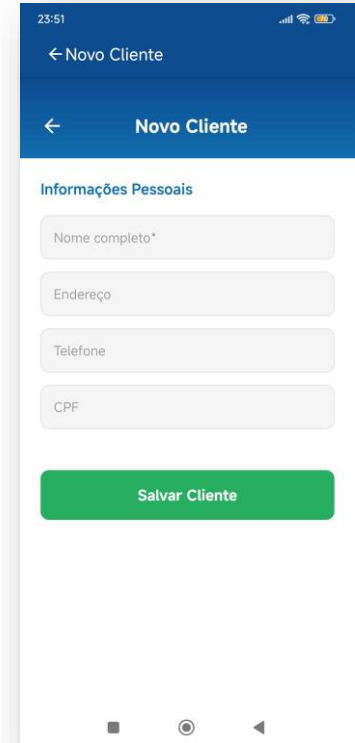 23:51
←Novo Cliente
← Novo Cliente
Informações Pessoais
Nome completo*
Endereço
Telefone
CPF
Salvar Cliente